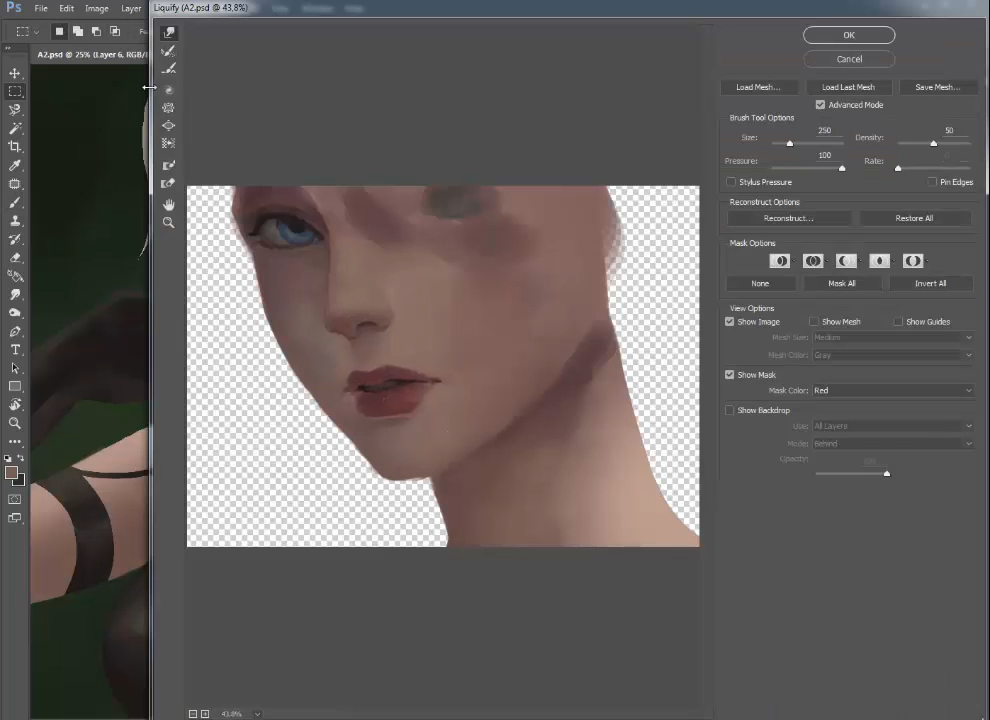 Ps File Edit Image Layer
Liquify (A2.psd @ 43,8%)
A2.psd @ 25% (Layer 6, RGB/
OK
Cancel
Load Mesh... Load Last Mesh Save Mesh...
Advanced Mode
Brush Tool Options
Size: 250 Density: 50
Pressure: 100 Rate:
Stylus Pressure Pin Edges
Reconstruct Options
Reconstruct... Restore All
Mask Options
None Mask All Invert All
View Options
Show Image Show Mesh Show Guides
Mesh Size: Medium
Mesh Color: Gray
Show Mask
Mask Color: Red
Show Backdrop
Use: All Layers
Mode: Behind
Opacity:
43,8%